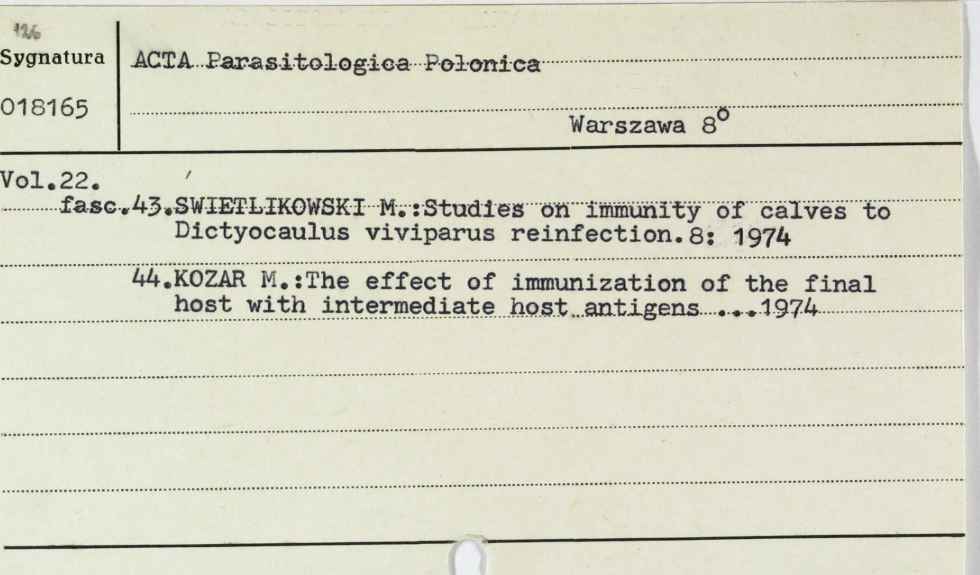 126
Sygnatura
ACTA Parasitologica Polonica
018165
Warszawa 8°
Vol.22.
fasc.43.SWIETLIKOWSKI M.:Studies on immunity of calves to
Dictyocaulus viviparus reinfection.8: 1974
44.KOZAR M.:The effect of immunization of the final
host with intermediate host antigens ...1974